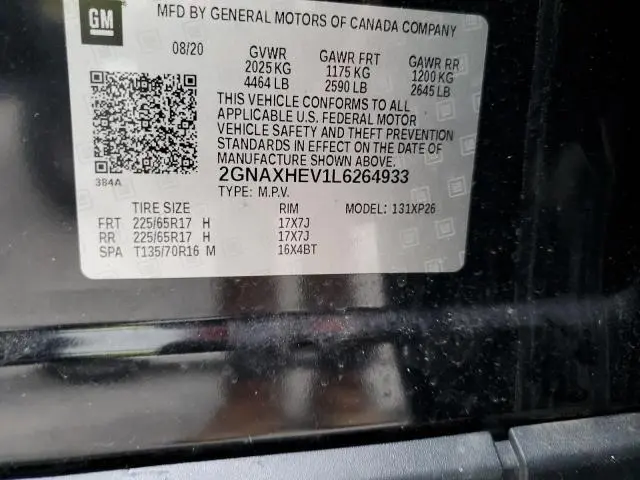 GM
MFD BY GENERAL MOTORS OF CANADA COMPANY
08/20 GVWR GAWR FRT GAWR RR
2025 KG 1175 KG 1200 KG
4464 LB 2590 LB 2645 LB
THIS VEHICLE CONFORMS TO ALL
APPLICABLE U.S. FEDERAL MOTOR
VEHICLE SAFETY AND THEFT PREVENTION
STANDARDS IN EFFECT ON THE DATE OF
MANUFACTURE SHOWN ABOVE.
384A 2GNAXHEV1L6264933
TYPE: M.P.V.
TIRE SIZE RIM MODEL: 131XP26
FRT 225/65R17 H 17X7J
RR 225/65R17 H 17X7J
SPA T135/70R16 M 16X4BT